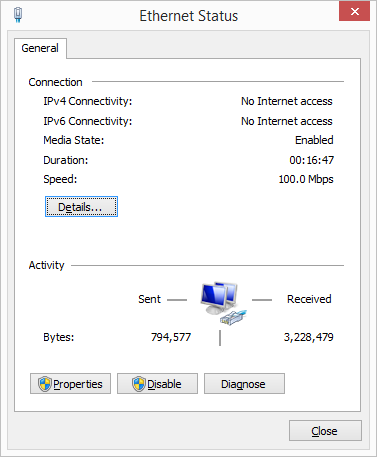 Ethernet Status
General
Connection
IPv4 Connectivity: No Internet access
IPv6 Connectivity: No Internet access
Media State: Enabled
Duration: 00:16:47
Speed: 100.0 Mbps
Details...
Activity
Sent Received
Bytes: 794,577 3,228,479
Properties Disable Diagnose
Close